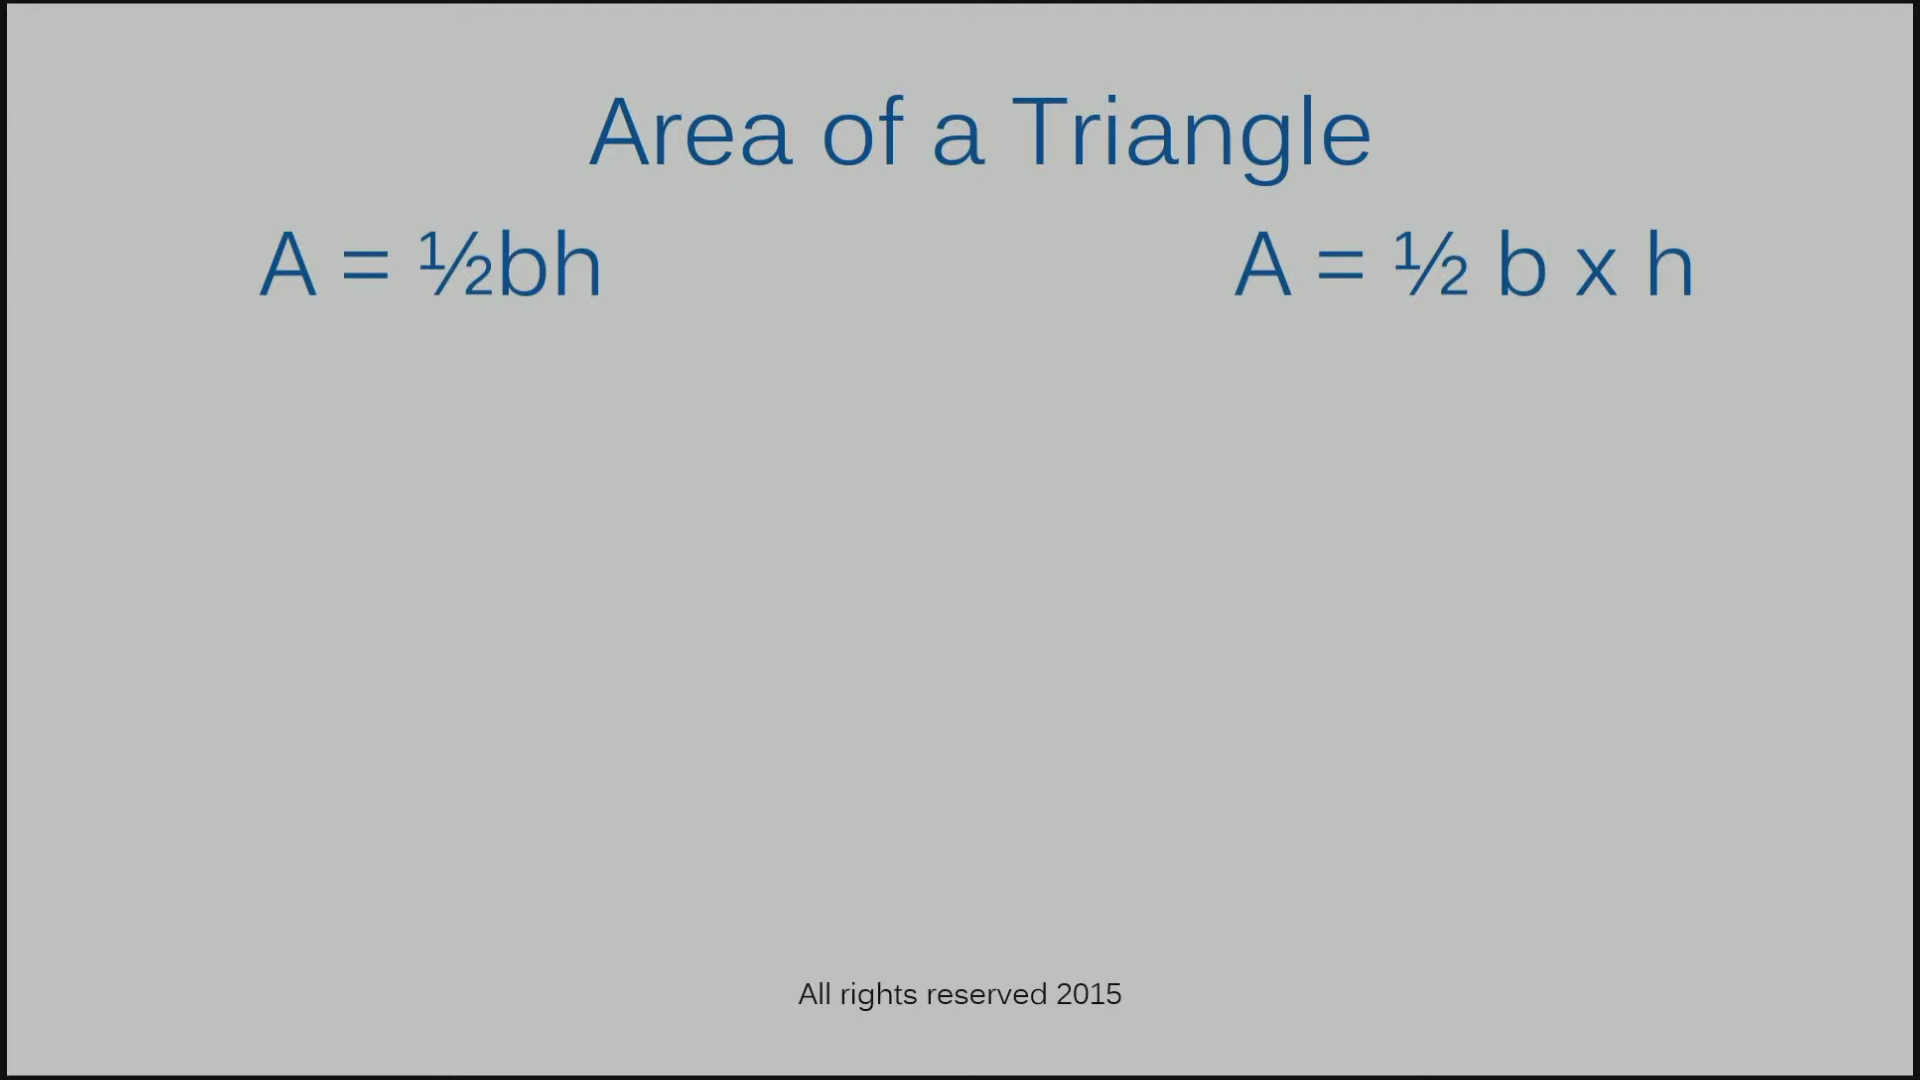 Area of a Triangle
A = ½bh A = ½ b x h
All rights reserved 2015